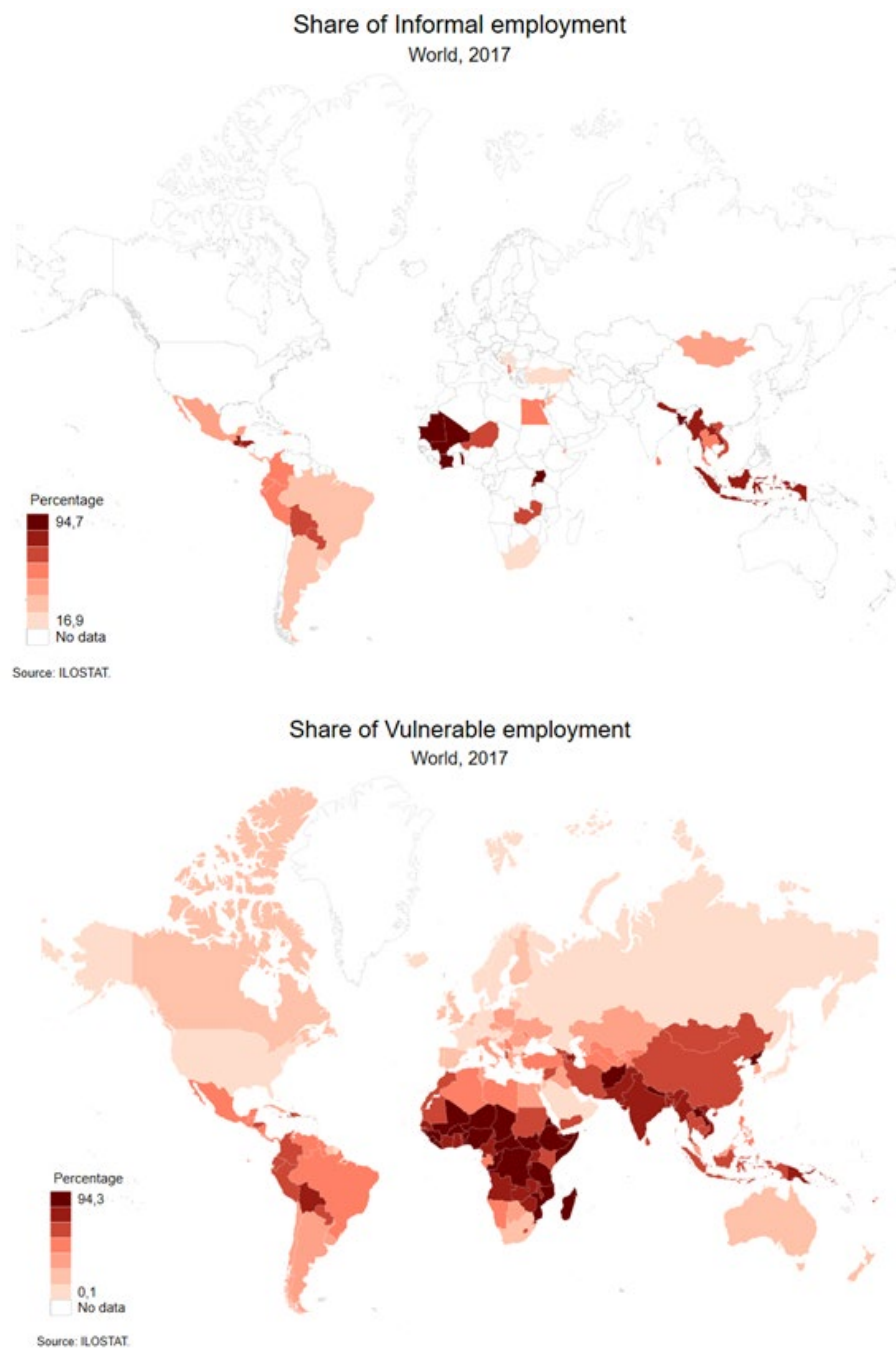 Share of Informal employment
World, 2017
Percentage
94,7
16,9
No data
Source: ILOSTAT.
Share of Vulnerable employment
World, 2017
Percentage
94,3
0,1
No data
Source: ILOSTAT.